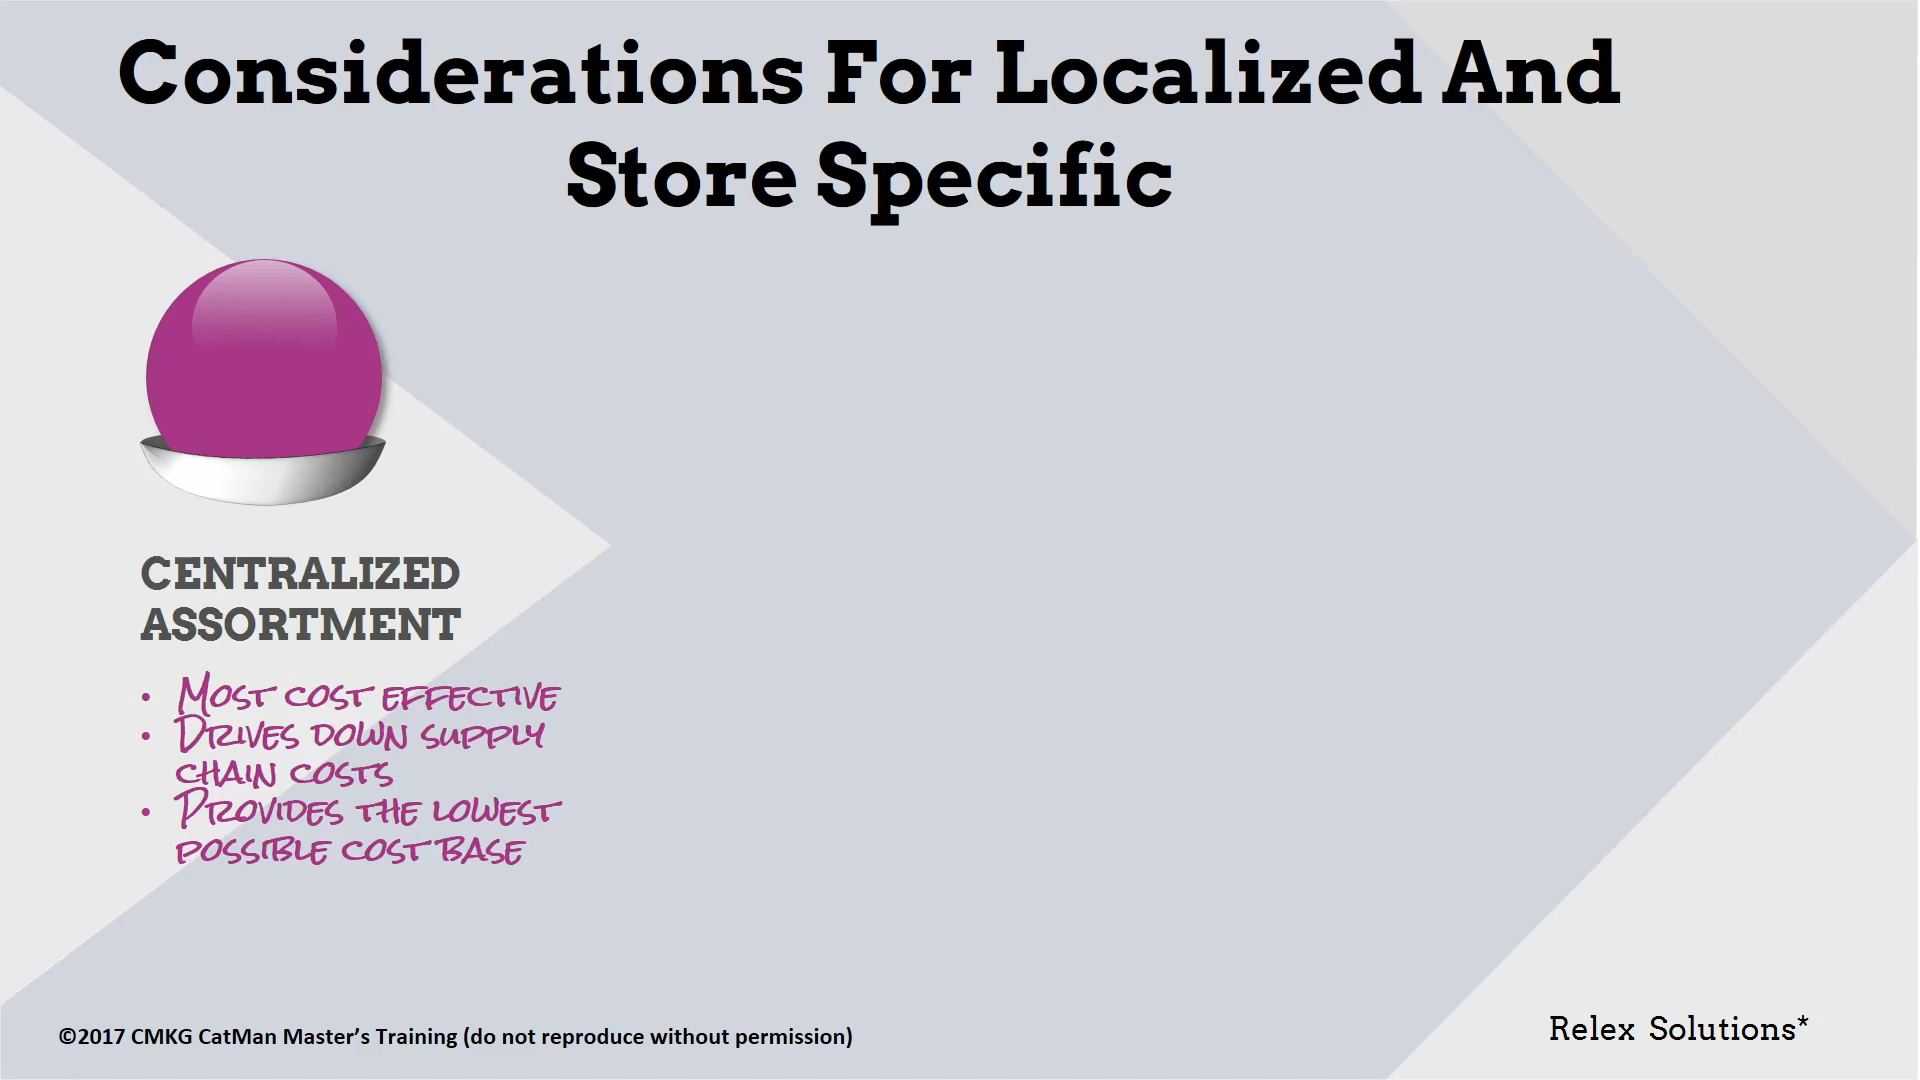 Considerations For Localized And
Store Specific
CENTRALIZED
ASSORTMENT
• Most cost effective
• Drives down supply
chain costs
• Provides the lowest
possible cost base
©2017 CMKG CatMan Master’s Training (do not reproduce without permission)
Relex Solutions*